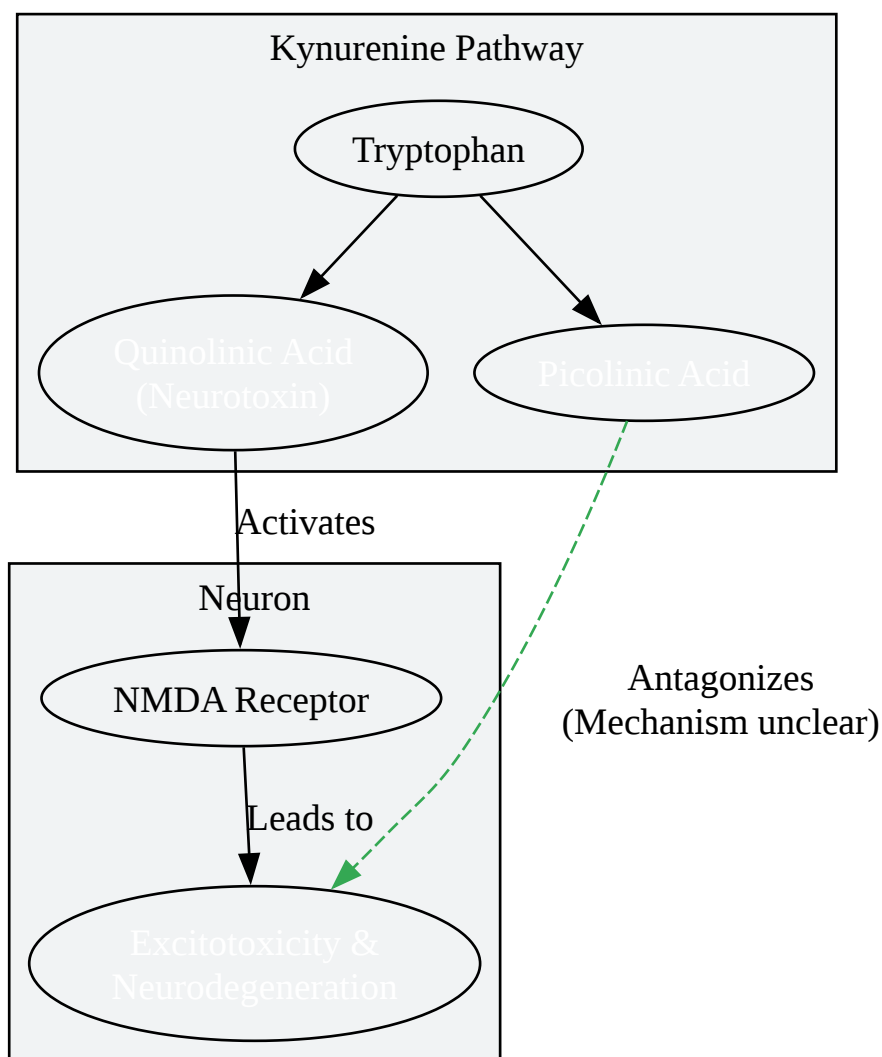 Kynurenine Pathway
Tryptophan
Quinolinic Acid
(Neurotoxin)
Picolinic Acid
Activates
Neuron
NMDA Receptor
Antagonizes
(Mechanism unclear)
Leads to
Excitotoxicity &
Neurodegeneration